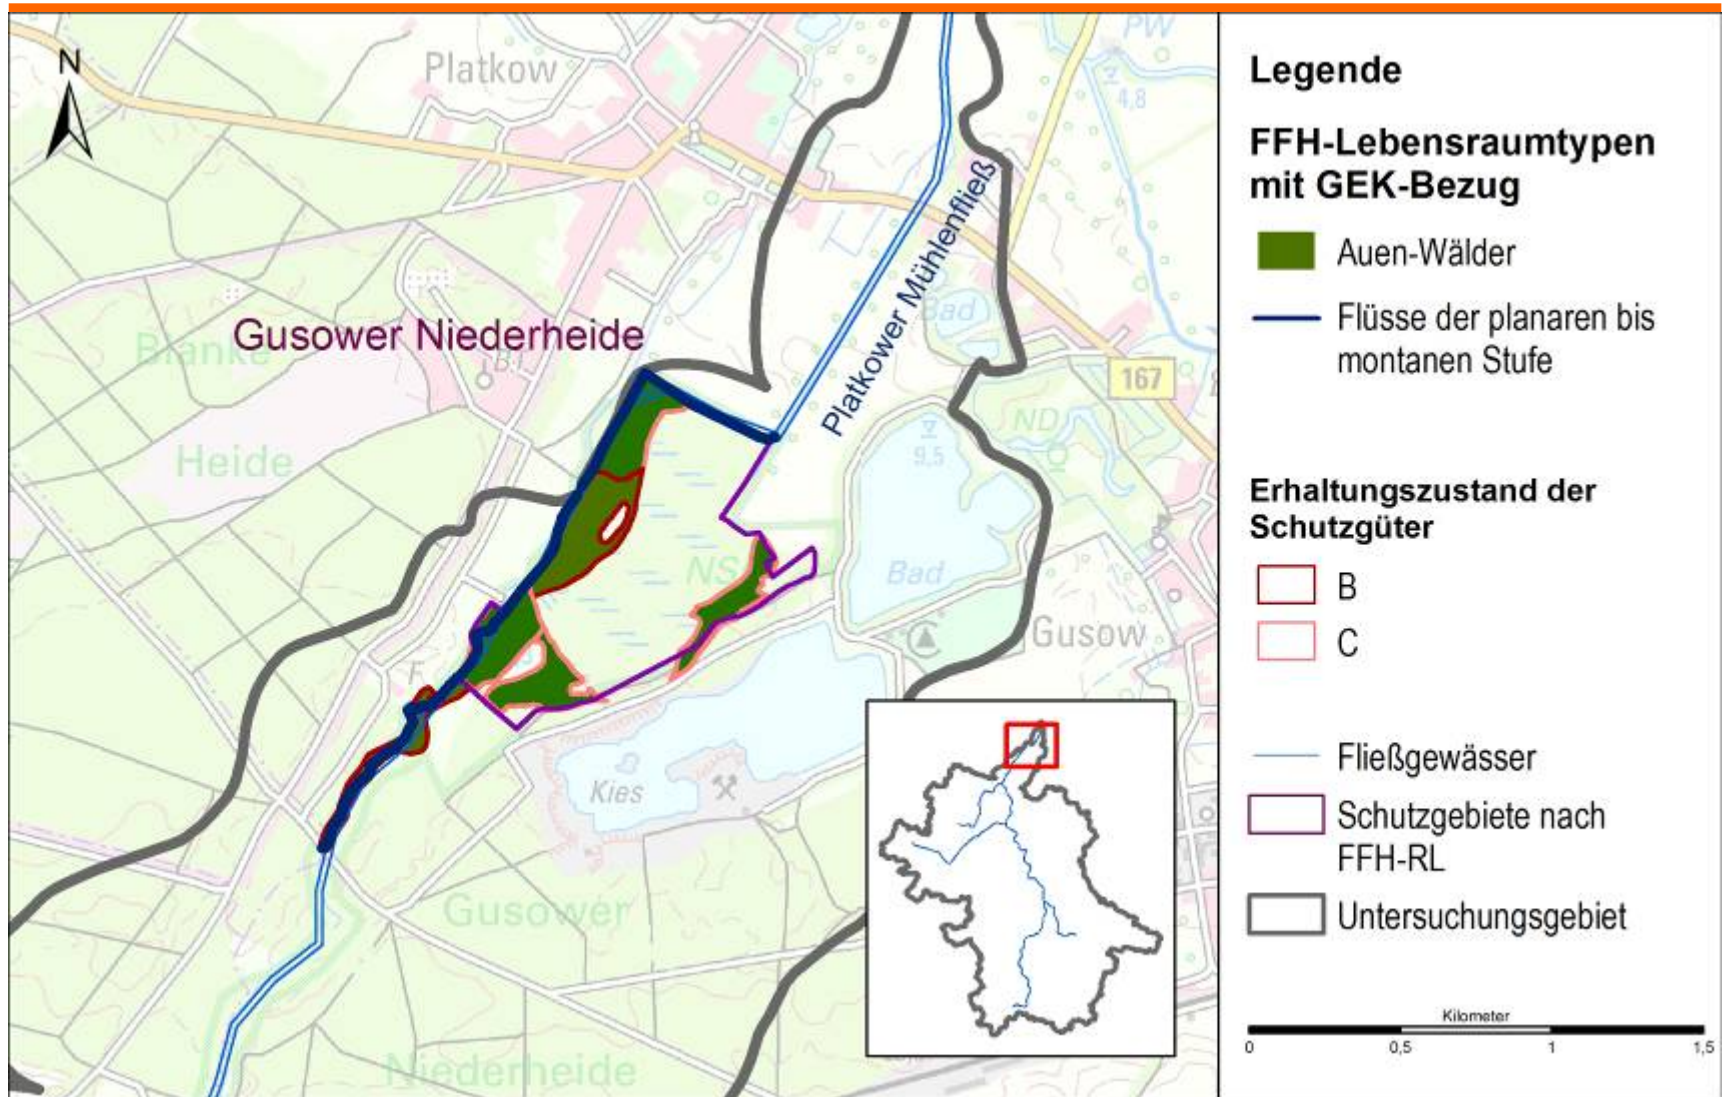 N
Platkow
PW
4,8
Platkower Mühlenfließ
Gusower Niederheide
Blanke
Bad
167
Heide
9,5
ND
NS
Bad
Gusow
F
Kies
Gusower
Niederheide
Legende
FFH-Lebensraumtypen
mit GEK-Bezug
Auen-Wälder
Flüsse der planaren bis
montanen Stufe
Erhaltungszustand der
Schutzgüter
B
C
Fließgewässer
Schutzgebiete nach
FFH-RL
Untersuchungsgebiet
Kilometer
0 0,5 1 1,5